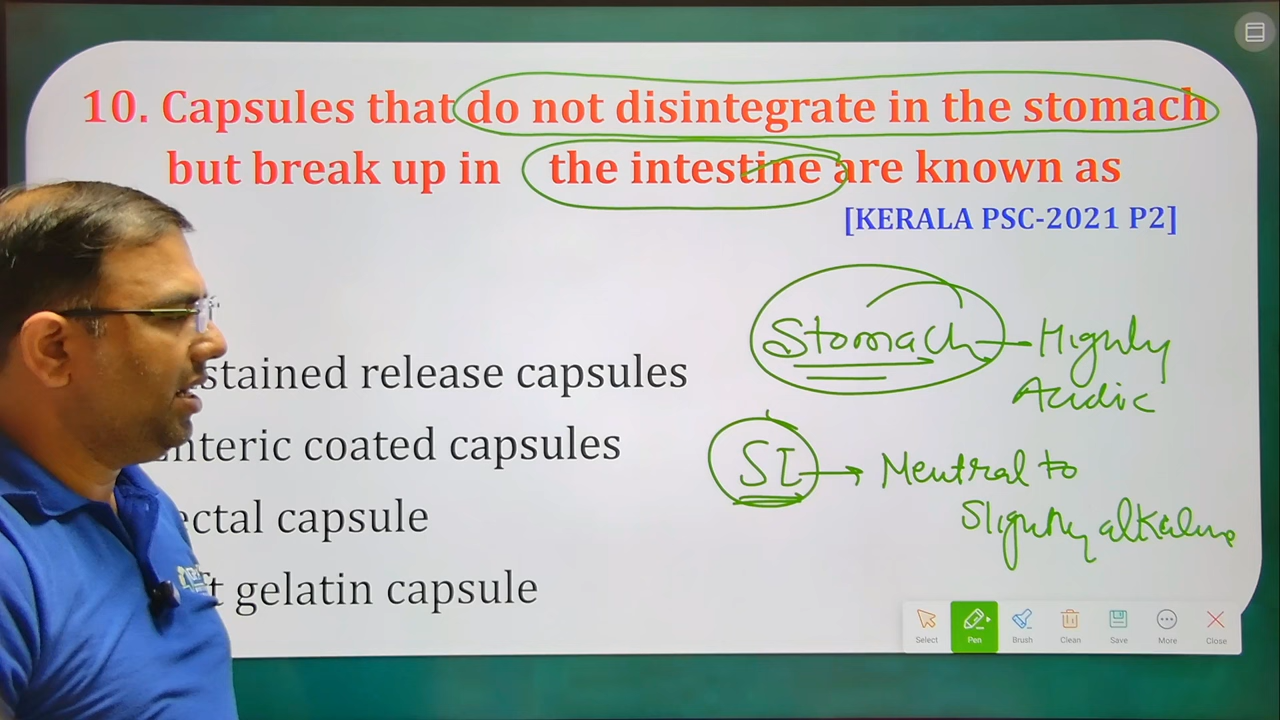 10. Capsules that do not disintegrate in the stomach
but break up in the intestine are known as
[KERALA PSC-2021 P2]
Stomach - Highly
Acidic
stained release capsules
nteric coated capsules
SI → Neutral to
Slightly alkaline
ectal capsule
ft gelatin capsule
Select Pen Brush Clean Save More Close